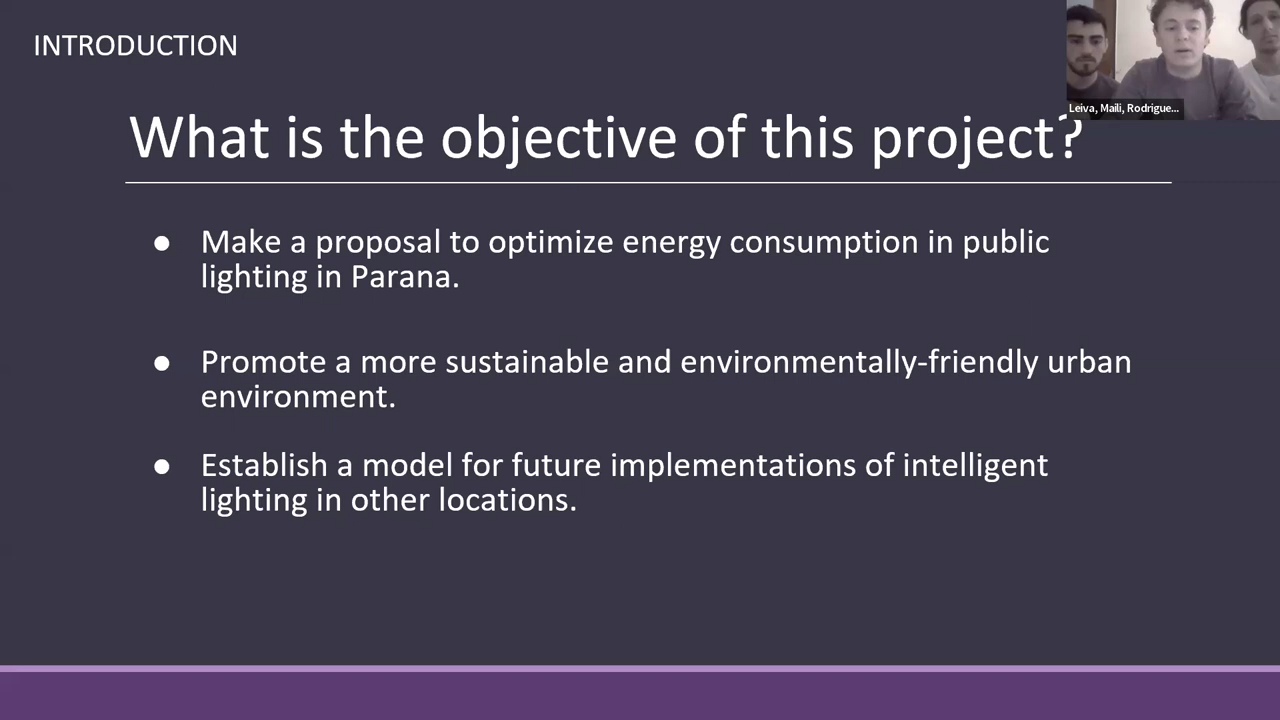 INTRODUCTION
Leiva, Maili, Rodrigue...
What is the objective of this project?
● Make a proposal to optimize energy consumption in public
lighting in Parana.
● Promote a more sustainable and environmentally-friendly urban
environment.
● Establish a model for future implementations of intelligent
lighting in other locations.